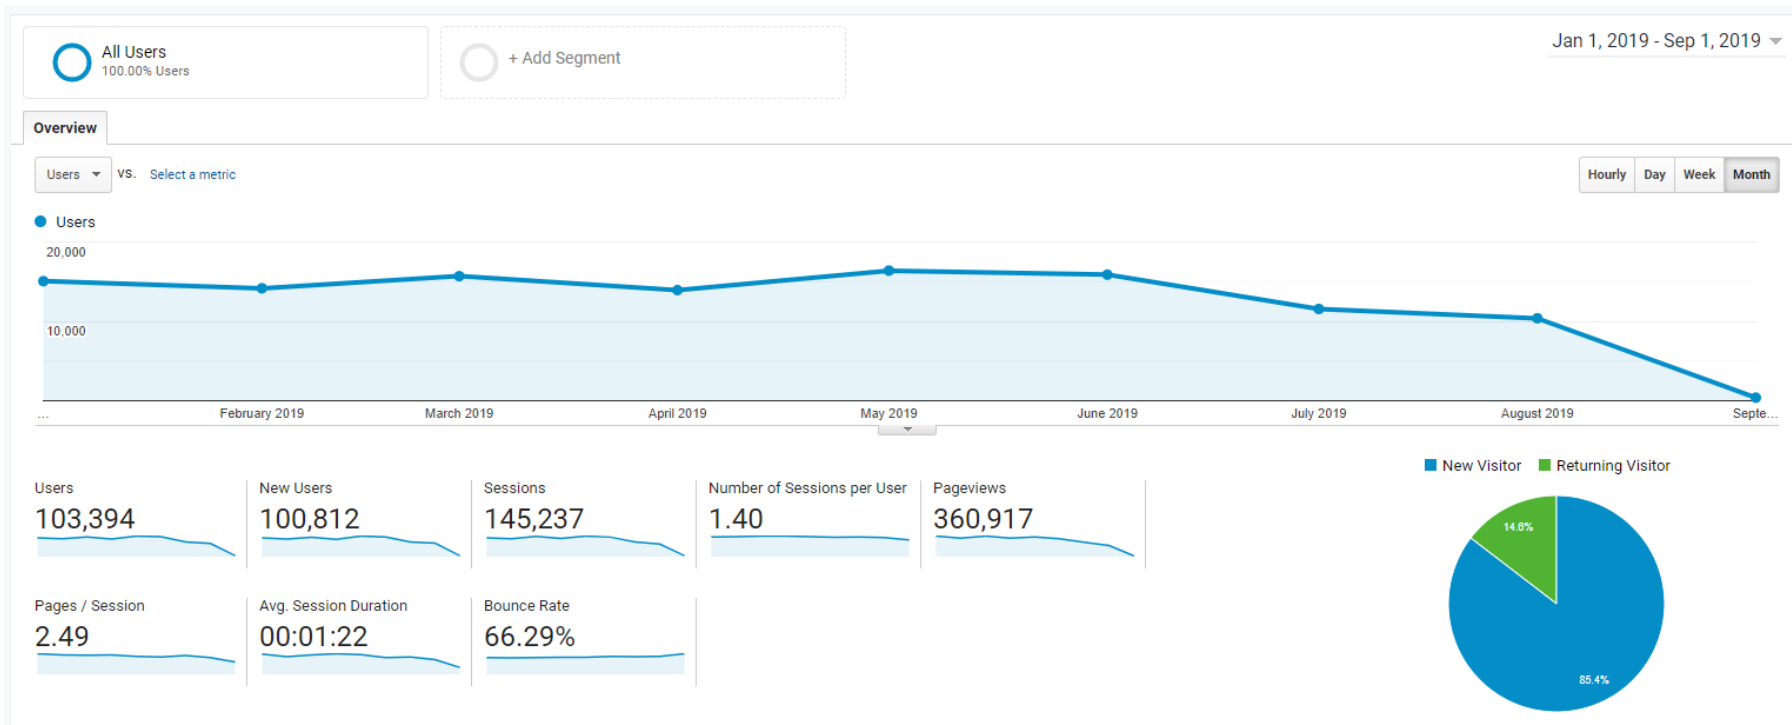 All Users
100.00% Users
+ Add Segment
Jan 1, 2019 - Sep 1, 2019
Overview
Users
VS.
Select a metric
Hourly
Day
Week
Month
Users
20,000
10,000
...
February 2019
March 2019
April 2019
May 2019
June 2019
July 2019
August 2019
Septe...
Users
103,394
New Users
100,812
Sessions
145,237
Number of Sessions per User
1.40
Pageviews
360,917
Pages / Session
2.49
Avg. Session Duration
00:01:22
Bounce Rate
66.29%
New Visitor
Returning Visitor
14.6%
85.4%